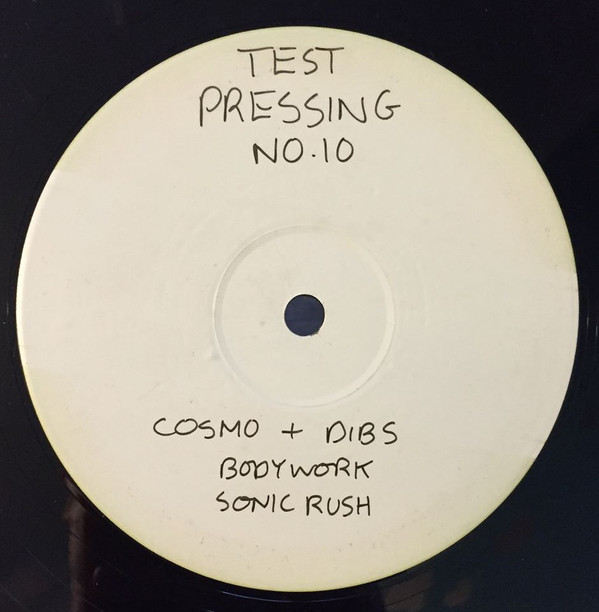 TEST
PRESSING
NO.10
COSMO + DIBS
BODYWORK
SONIC RUSH